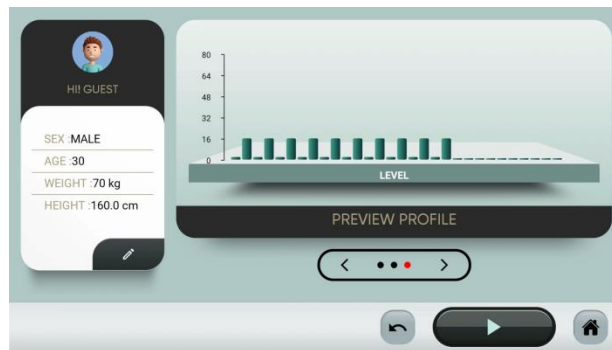 HI! GUEST
SEX :MALE
AGE :30
WEIGHT :70 kg
HEIGHT :160.0 cm
80
64
48
32
16
0
LEVEL
PREVIEW PROFILE